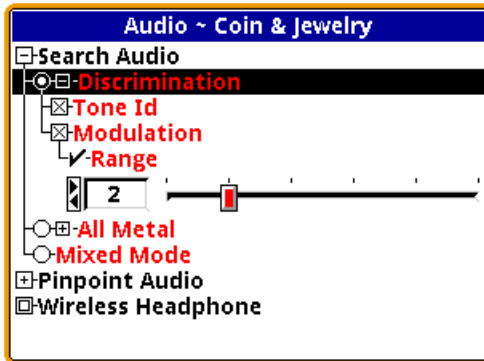 Audio ~ Coin & Jewelry
Search Audio
Discrimination
Tone Id
Modulation
Range
2
All Metal
Mixed Mode
Pinpoint Audio
Wireless Headphone